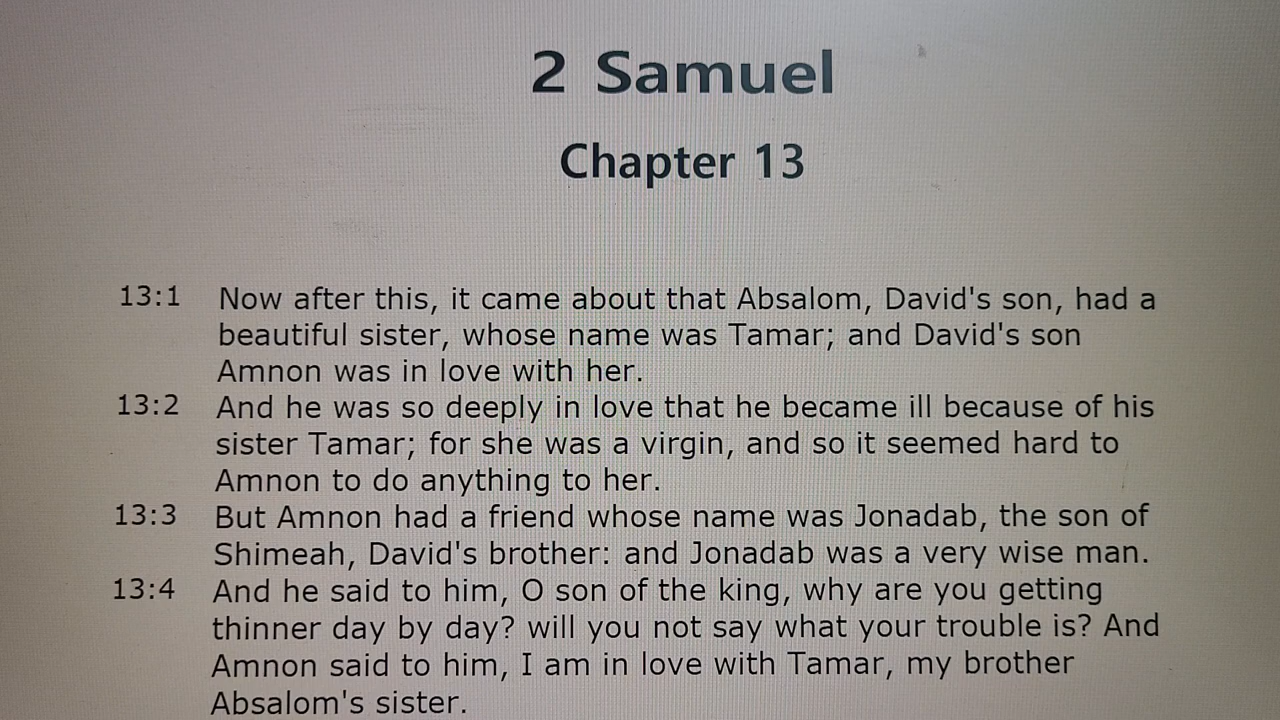 2 Samuel
Chapter 13
13:1 Now after this, it came about that Absalom, David's son, had a
beautiful sister, whose name was Tamar; and David's son
Amnon was in love with her.
13:2 And he was so deeply in love that he became ill because of his
sister Tamar; for she was a virgin, and so it seemed hard to
Amnon to do anything to her.
13:3 But Amnon had a friend whose name was Jonadab, the son of
Shimeah, David's brother: and Jonadab was a very wise man.
13:4 And he said to him, O son of the king, why are you getting
thinner day by day? will you not say what your trouble is? And
Amnon said to him, I am in love with Tamar, my brother
Absalom's sister.